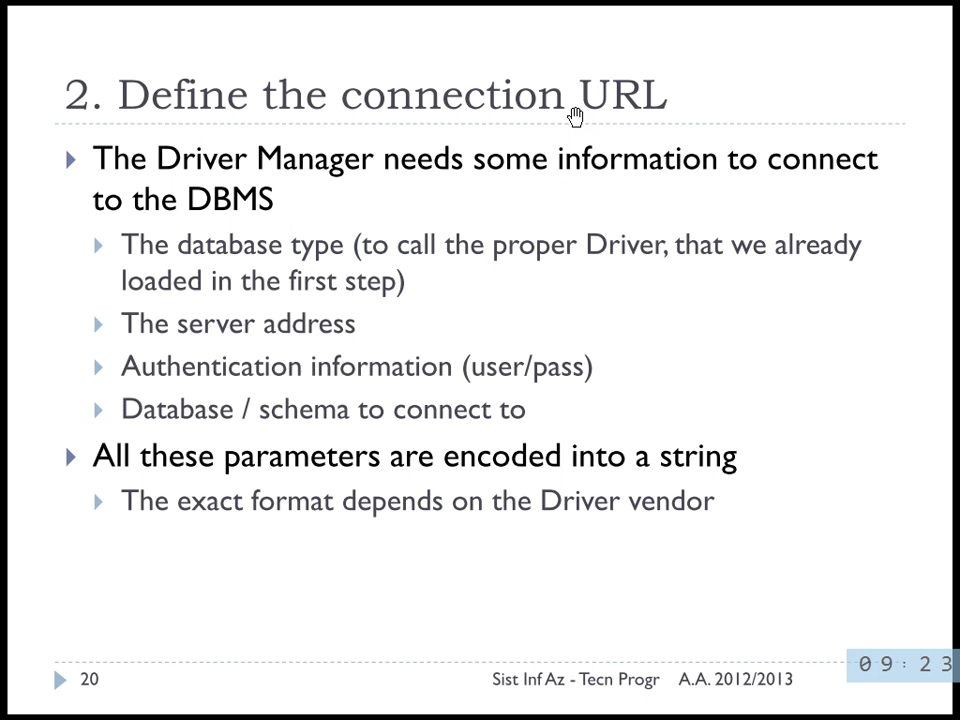 2. Define the connection URL
The Driver Manager needs some information to connect
to the DBMS
The database type (to call the proper Driver, that we already
loaded in the first step)
The server address
Authentication information (user/pass)
Database / schema to connect to
All these parameters are encoded into a string
The exact format depends on the Driver vendor
20
Sist Inf Az - Tecn Progr A.A. 2012/2013
09:23